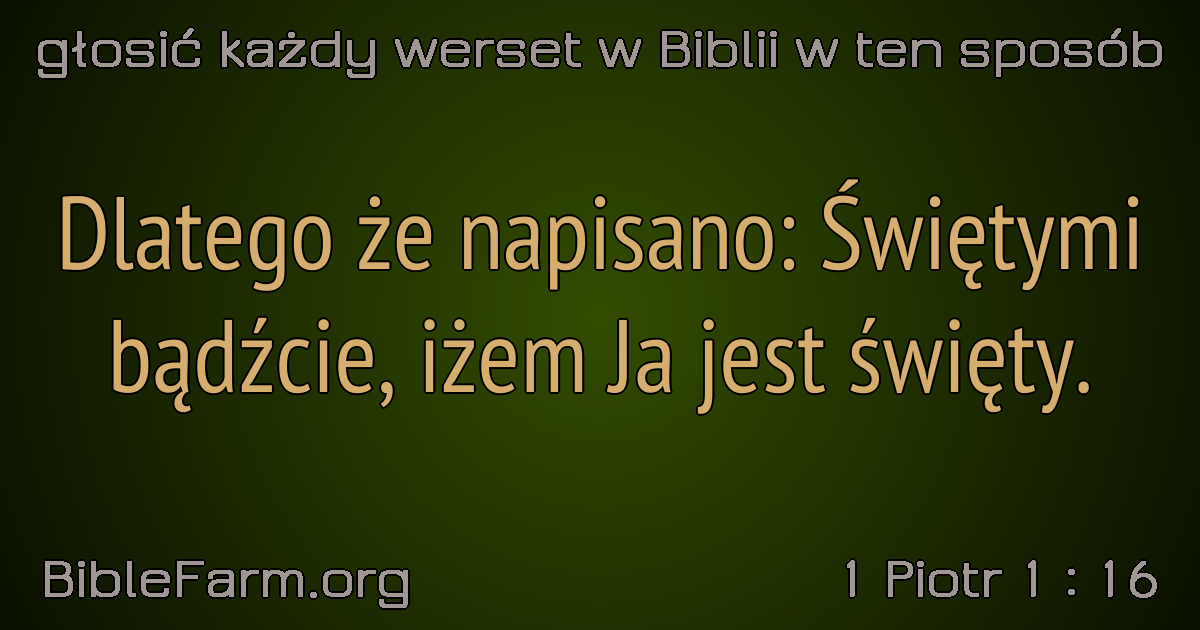 głosić każdy werset w Biblii w ten sposób
Dlatego że napisano: Świętymi
bądźcie, iżem Ja jest święty.
BibleFarm.org
1 Piotr 1 : 16